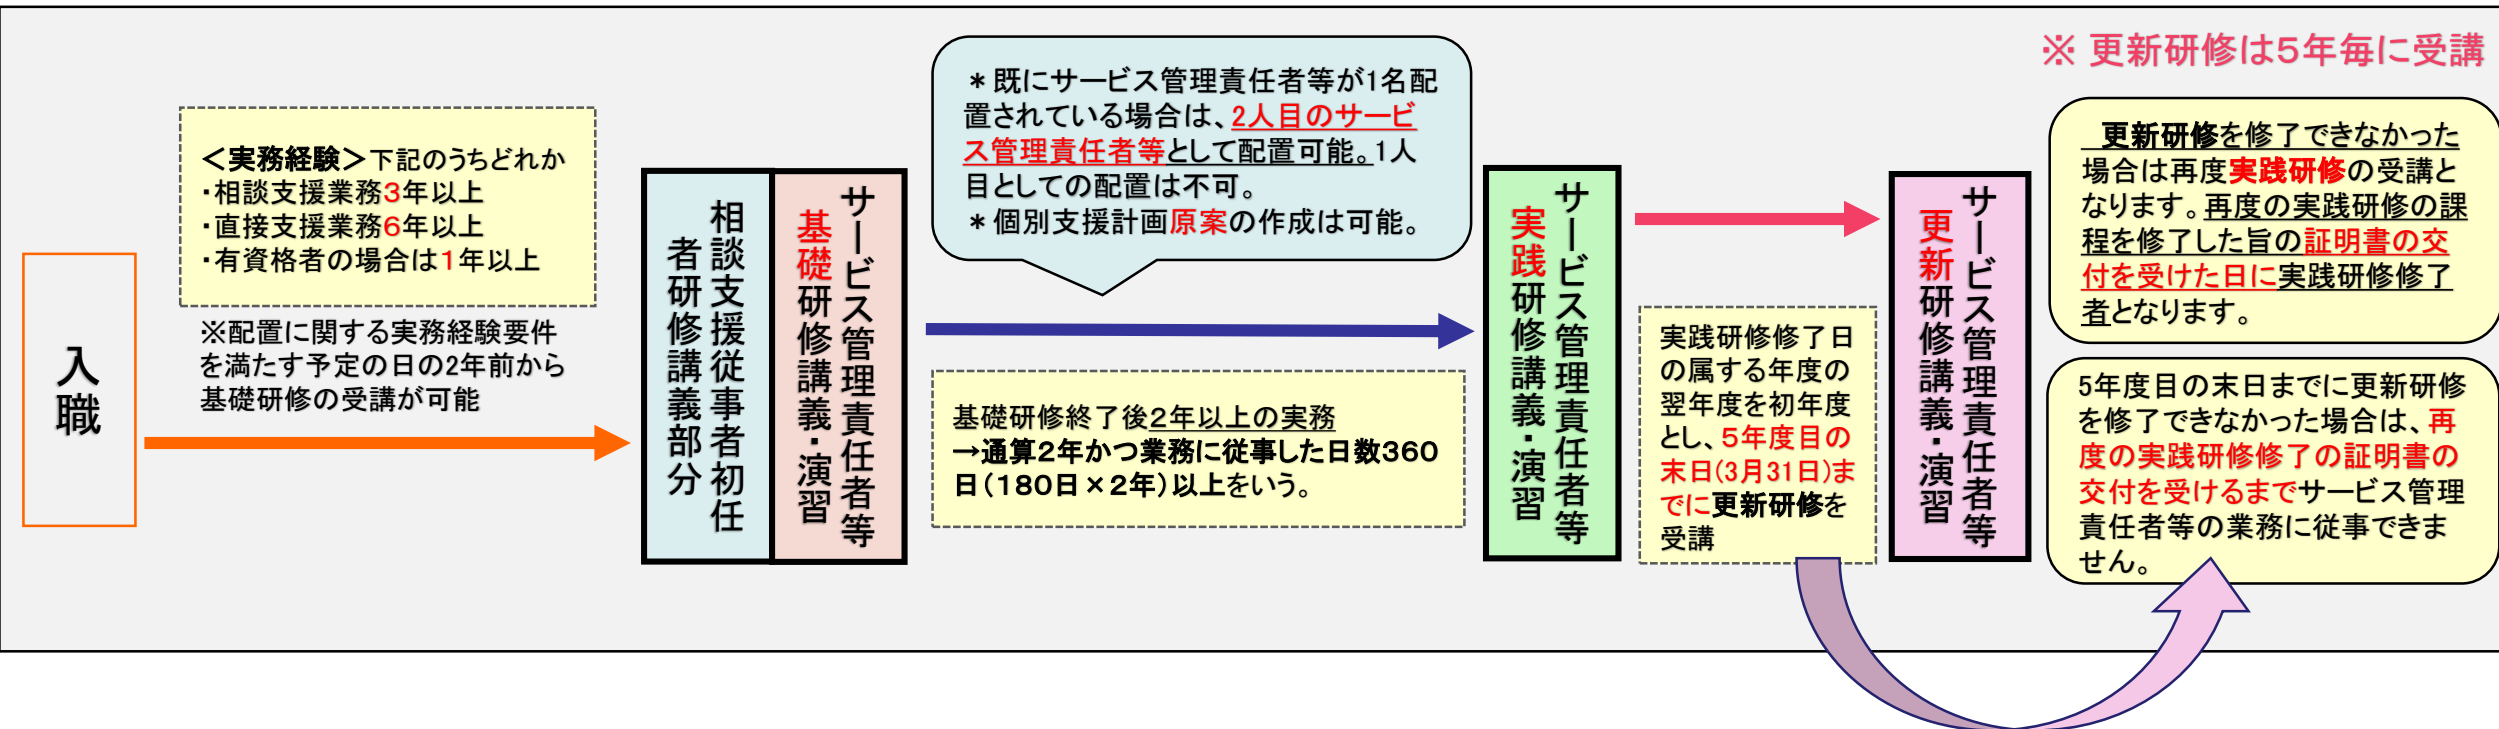 入職
＜実務経験＞下記のうちどれか
・相談支援業務３年以上
・直接支援業務６年以上
・有資格者の場合は１年以上
※配置に関する実務経験要件
を満たす予定の日の2年前から
基礎研修の受講が可能
相談支援従事者初任
者研修講義部分
サービス管理責任者等
基礎研修講義・演習
＊既にサービス管理責任者等が1名配
置されている場合は、2人目のサービ
ス管理責任者等として配置可能。1人
目としての配置は不可。
＊個別支援計画原案の作成は可能。
基礎研修終了後２年以上の実務
→通算２年かつ業務に従事した日数３６０
日（１８０日×２年）以上をいう。
サービス管理責任者等
実践研修講義・演習
実践研修修了日
の属する年度の
翌年度を初年度
とし、５年度目の
末日(3月31日)ま
でに更新研修を
受講
サービス管理責任者等
更新研修講義・演習
※ 更新研修は５年毎に受講
更新研修を修了できなかった
場合は再度実践研修の受講と
なります。再度の実践研修の課
程を修了した旨の証明書の交
付を受けた日に実践研修修了
者となります。
5年度目の末日までに更新研修
を修了できなかった場合は、再
度の実践研修修了の証明書の
交付を受けるまでサービス管理
責任者等の業務に従事できま
せん。